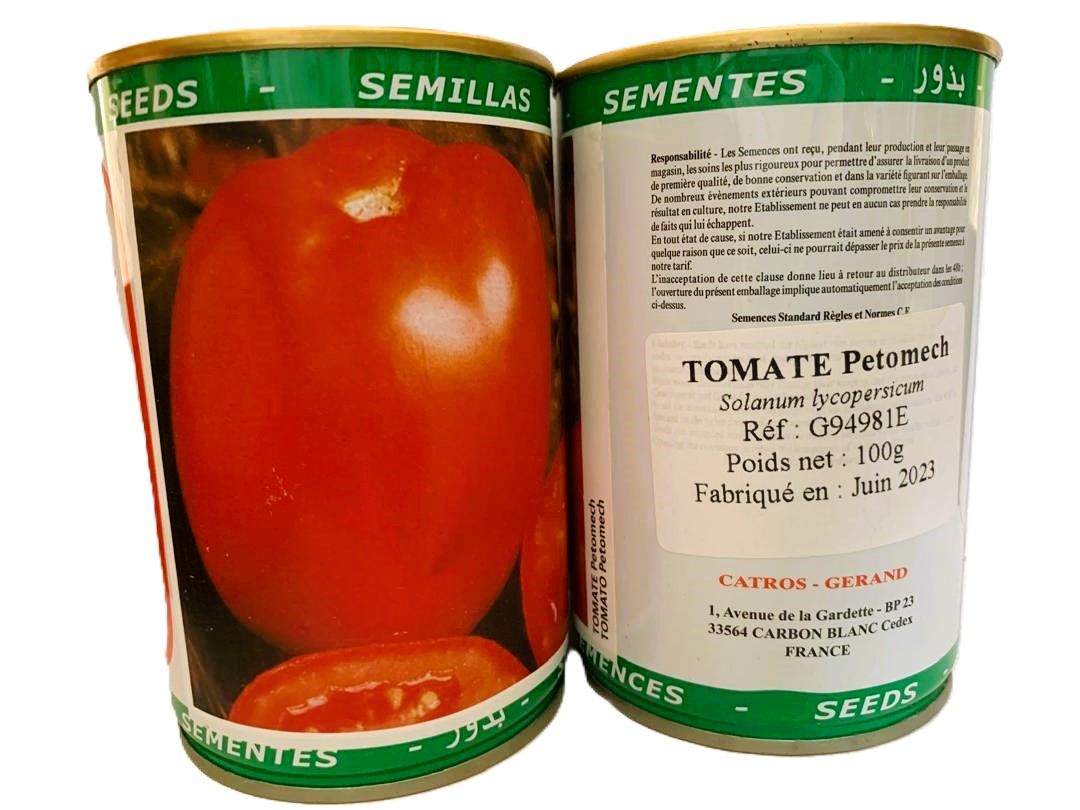 SEEDS - SEMILLAS -
SEMENTES - بذور -
SEMENTES - بذور -
SEMENCES - SEEDS -
Responsabilité - Les Semences ont reçu, pendant leur production et leur passage en
magasin, les soins les plus rigoureux pour permettre d'assurer la livraison d'un produit
de première qualité, de bonne conservation et dans la variété figurant sur l'emballage.
De nombreux évènements extérieurs pouvant compromettre leur conservation et le
résultat en culture, notre Etablissement ne peut en aucun cas prendre la responsabilité
de faits qui lui échappent.
En tout état de cause, si notre Etablissement était amené à consentir un avantage pour
quelque raison que ce soit, celui-ci ne pourrait dépasser le prix de la présente semence à
notre tarif.
L'inacceptation de cette clause donne lieu à retour au distributeur dans les 48h ;
l'ouverture du présent emballage implique automatiquement l'acceptation des conditions
ci-dessus.
Semences Standard Règles et Normes C.E.
TOMATE Petomech
Solanum lycopersicum
Réf : G94981E
Poids net : 100g
Fabriqué en : Juin 2023
TOMATE Petomech
TOMATO Petomech
CATROS - GERAND
1, Avenue de la Gardette - BP 23
33564 CARBON BLANC Cedex
FRANCE